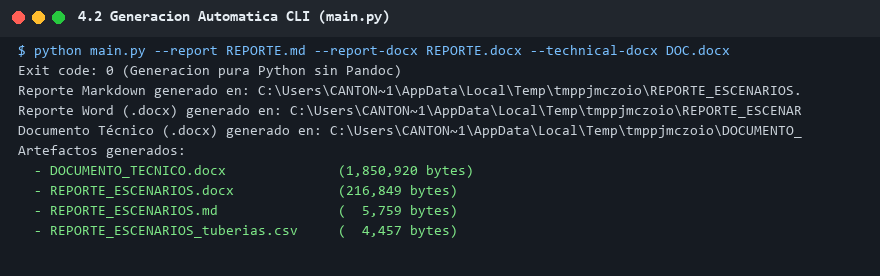 4.2 Generacion Automatica CLI (main.py)
$ python main.py --report REPORTE.md --report-docx REPORTE.docx --technical-docx DOC.docx
Exit code: 0 (Generacion pura Python sin Pandoc)
Reporte Markdown generado en: C:\Users\CANTON~1\AppData\Local\Temp\tmppjmczoio\REPORTE_ESCENARIOS.
Reporte Word (.docx) generado en: C:\Users\CANTON~1\AppData\Local\Temp\tmppjmczoio\REPORTE_ESCENAR
Documento Técnico (.docx) generado en: C:\Users\CANTON~1\AppData\Local\Temp\tmppjmczoio\DOCUMENTO_
Artefactos generados:
- DOCUMENTO_TECNICO.docx (1,850,920 bytes)
- REPORTE_ESCENARIOS.docx (216,849 bytes)
- REPORTE_ESCENARIOS.md ( 5,759 bytes)
- REPORTE_ESCENARIOS_tuberias.csv ( 4,457 bytes)